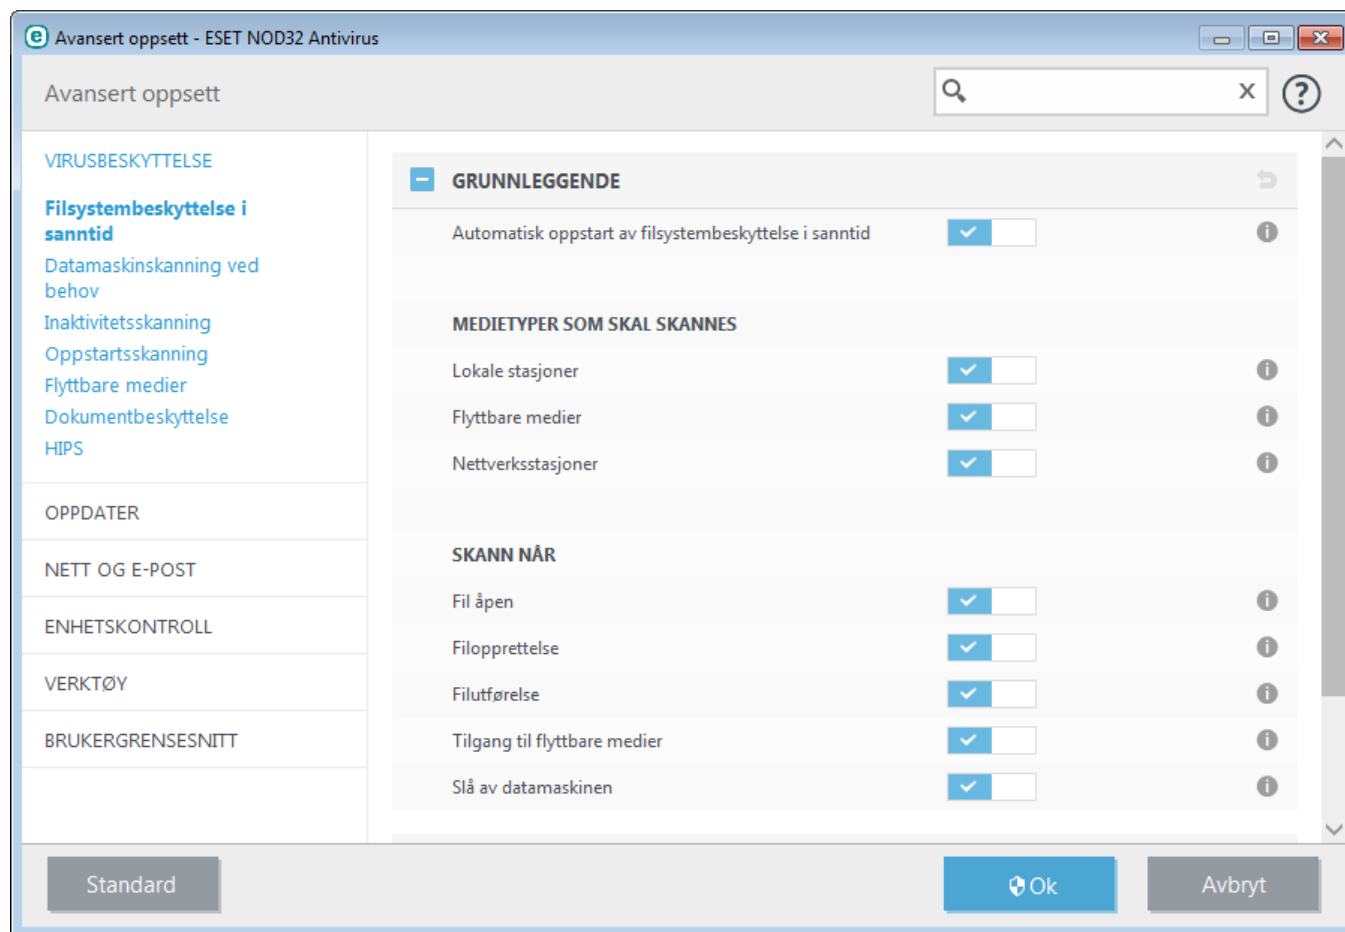 Avansert oppsett - ESET NOD32 Antivirus
Avansert oppsett
VIRUSBESKYTTELSE
Filsystembeskyttelse i
sanntid
Datamaskinskanning ved
behov
Inaktivitetsskanning
Oppstartsskanning
Flyttbare medier
Dokumentbeskyttelse
HIPS
OPPDATER
NETT OG E-POST
ENHETSKONTROLL
VERKTØY
BRUKERGRENSESNITT
GRUNNLEGGENDE
Automatisk oppstart av filsystembeskyttelse i sanntid
MEDIETYPER SOM SKAL SKANNES
Lokale stasjoner
Flyttbare medier
Nettverksstasjoner
SKANN NÅR
Fil åpen
Filopprettelse
Filutførelse
Tilgang til flyttbare medier
Slå av datamaskinen
Standard
Ok
Avbryt